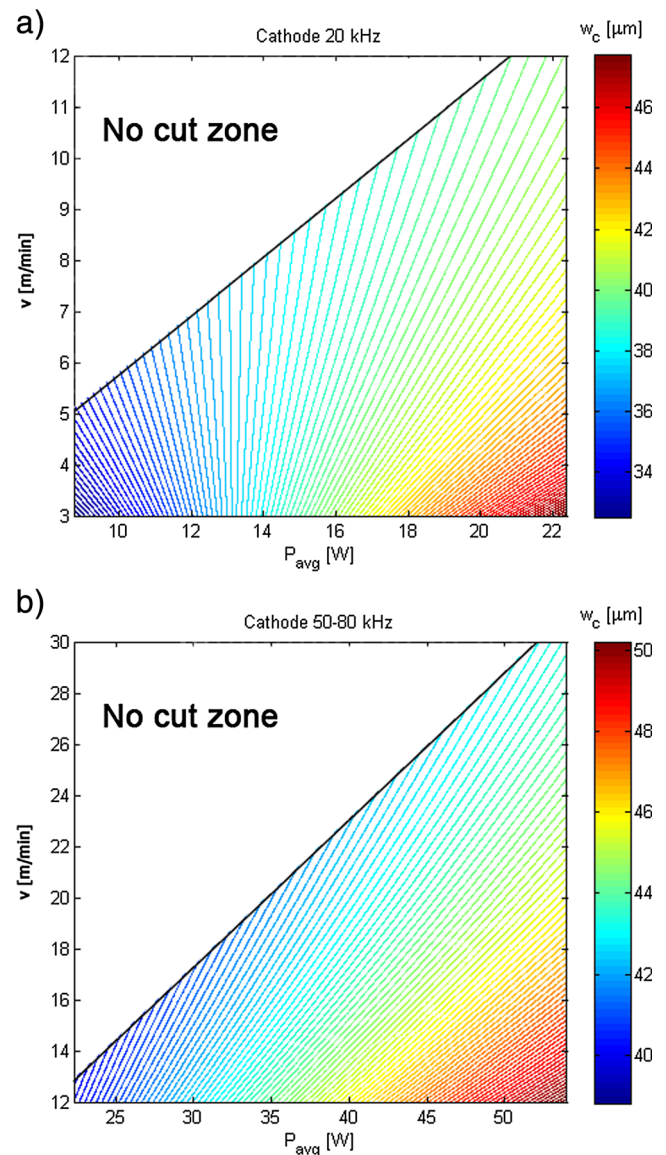 a)
Cathode 20 kHz
w_c [μm]
No cut zone
12
11
10
9
8
7
6
5
4
3
v [m/min]
10 12 14 16 18 20 22
P_avg [W]
46
44
42
40
38
36
34
b)
Cathode 50-80 kHz
w_c [μm]
No cut zone
30
28
26
24
22
20
18
16
14
12
v [m/min]
25 30 35 40 45 50
P_avg [W]
50
48
46
44
42
40